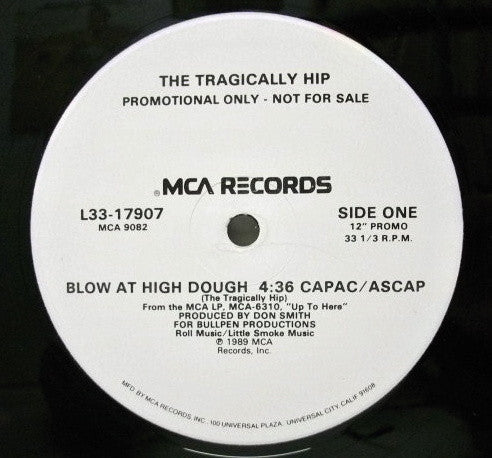 THE TRAGICALLY HIP
PROMOTIONAL ONLY - NOT FOR SALE
® MCA RECORDS
L33-17907
MCA 9082
SIDE ONE
12" PROMO
33 1/3 R.P.M.
BLOW AT HIGH DOUGH 4:36 CAPAC/ASCAP
(The Tragically Hip)
From the MCA LP, MCA-6310, "Up To Here"
PRODUCED BY DON SMITH
FOR BULLPEN PRODUCTIONS
Roll Music/Little Smoke Music
℗ 1989 MCA
Records, Inc.
MFD BY MCA RECORDS, INC. 100 UNIVERSAL PLAZA, UNIVERSAL CITY, CALIF 91608